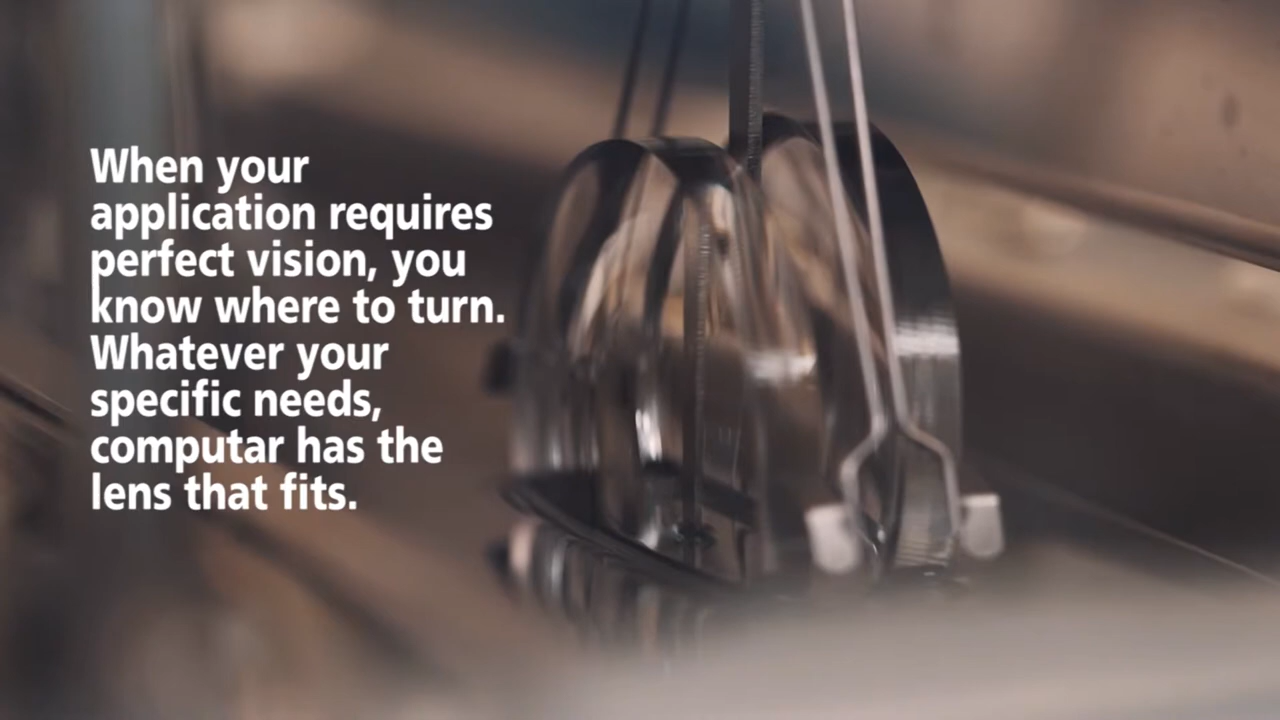 When your
application requires
perfect vision, you
know where to turn.
Whatever your
specific needs,
computar has the
lens that fits.